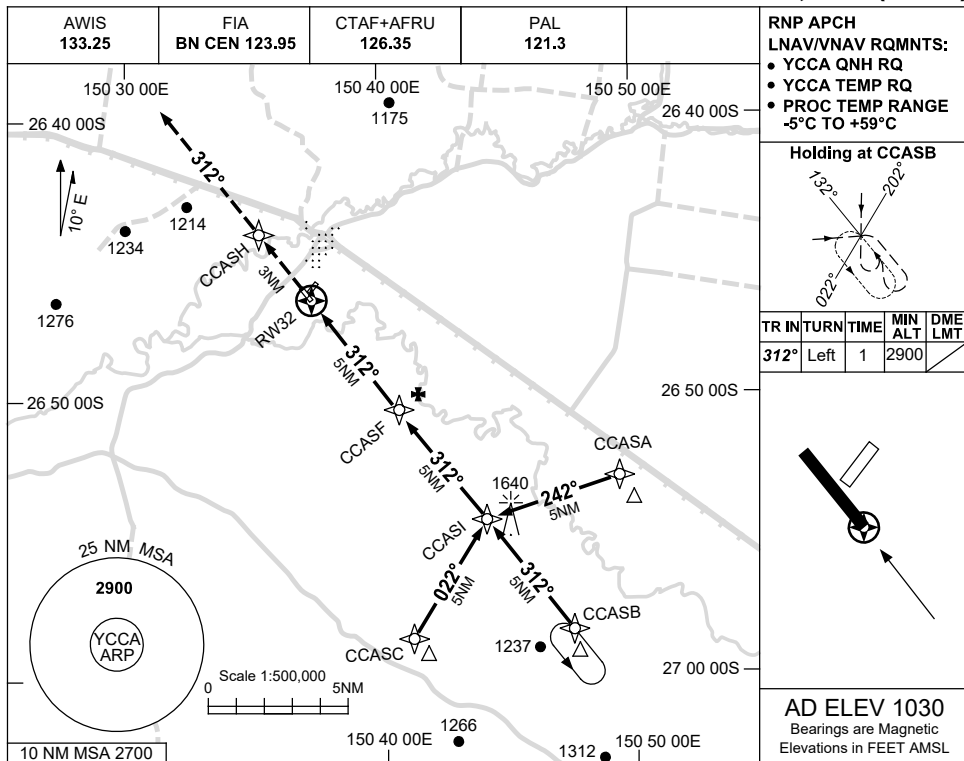 AWIS
133.25
FIA
BN CEN 123.95
CTAF+AFRU
126.35
PAL
121.3
RNP APCH
LNAV/VNAV RQMNTS:
● YCCA QNH RQ
● YCCA TEMP RQ
● PROC TEMP RANGE
-5°C TO +59°C
150 30 00E
150 40 00E
150 50 00E
26 40 00S
26 40 00S
1175
312°
10° E
1214
1234
CCASH
3NM
1276
RW32
312°
5NM
26 50 00S
26 50 00S
CCASF
312°
5NM
CCASA
1640
242°
5NM
CCASI
022°
5NM
312°
5NM
CCASB
CCASC
1237
27 00 00S
25 NM MSA
2900
YCCA
ARP
Scale 1:500,000
0
5NM
1266
150 40 00E
1312
150 50 00E
10 NM MSA 2700
Holding at CCASB
132°
202°
022°
TR IN TURN TIME MIN ALT DME LMT
312° Left 1 2900
AD ELEV 1030
Bearings are Magnetic
Elevations in FEET AMSL